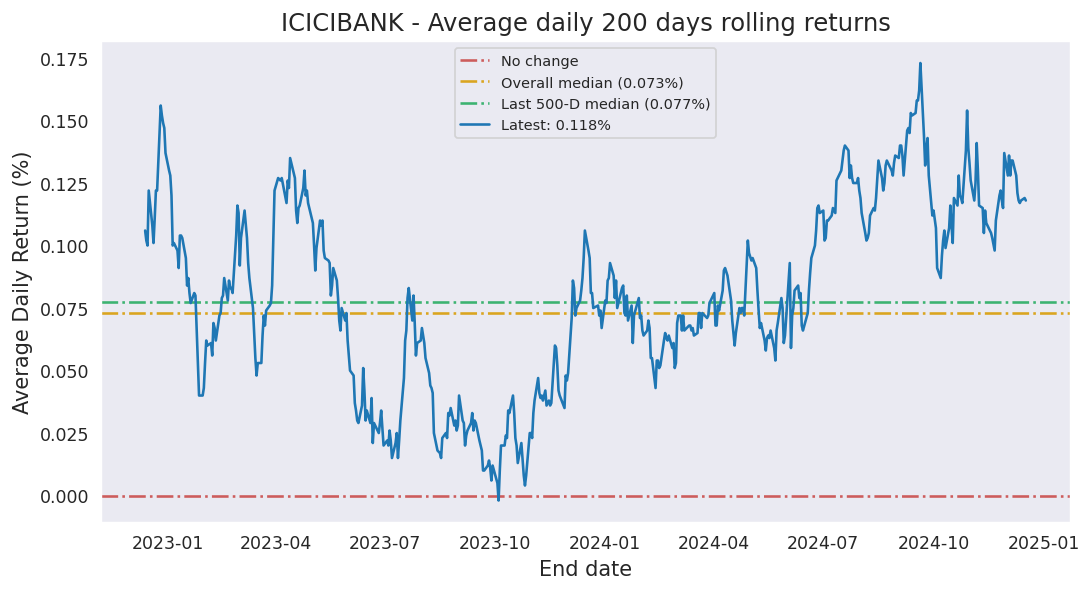 ICICIBANK - Average daily 200 days rolling returns
No change
Overall median (0.073%)
Last 500-D median (0.077%)
Latest: 0.118%
Average Daily Return (%)
0.175
0.150
0.125
0.100
0.075
0.050
0.025
0.000
2023-01 2023-04 2023-07 2023-10 2024-01 2024-04 2024-07 2024-10 2025-01
End date